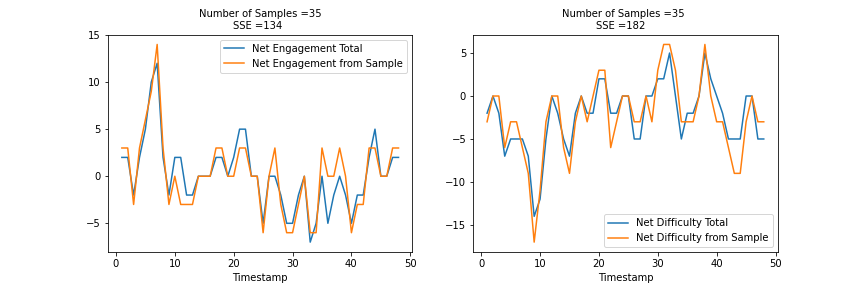 Number of Samples =35
SSE =134
15
10
5
0
−5
0
10
20
30
40
50
Timestamp
Net Engagement Total
Net Engagement from Sample
Number of Samples =35
SSE =182
5
0
−5
−10
−15
0
10
20
30
40
50
Timestamp
Net Difficulty Total
Net Difficulty from Sample